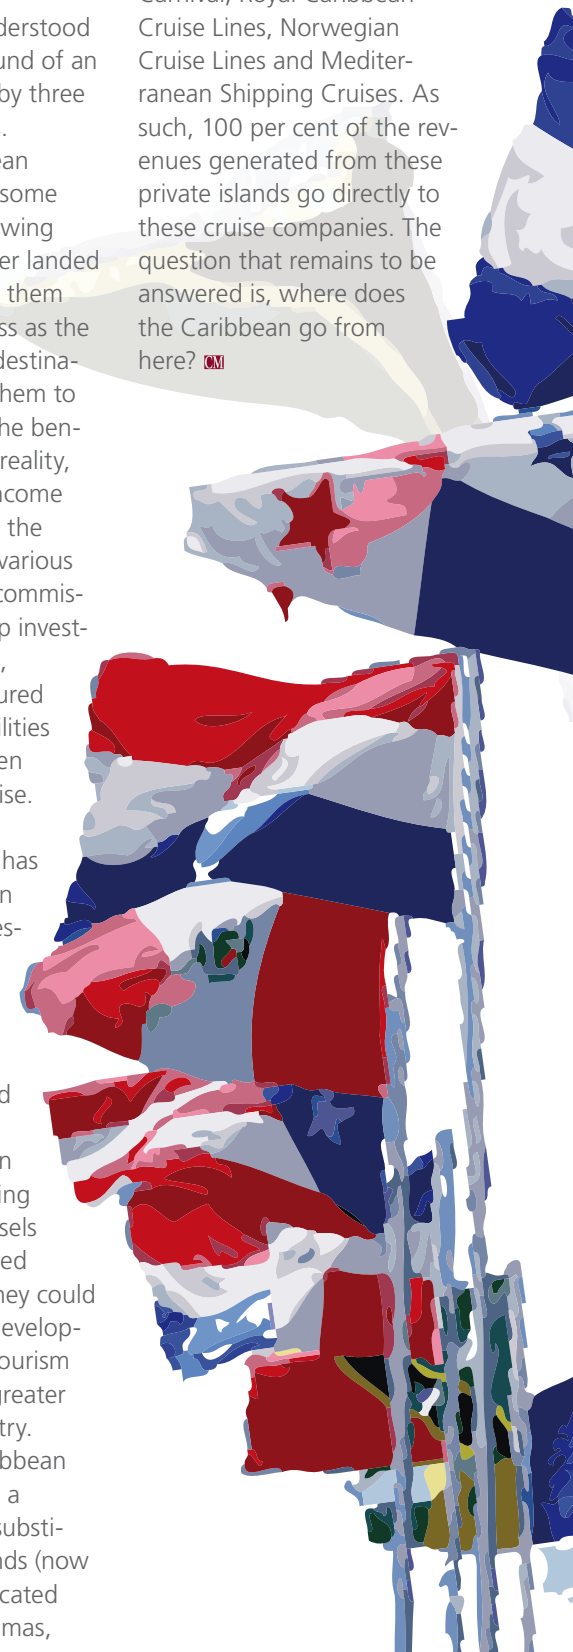 derstood
und of an
by three
s.
ean
some
wing
er landed
them
ss as the
destina-
hem to
he ben-
reality,
ncome
the
various
commis-
p invest-
,
ured
ilities
en
ise.
has
n
es-
d
n
ing
sels
ed
hey could
evelop-
ourism
greater
try.
bbean
a
substi-
nds (now
cated
mas,
Carnival, Royal Caribbean
Cruise Lines, Norwegian
Cruise Lines and Mediter-
ranean Shipping Cruises. As
such, 100 per cent of the rev-
enues generated from these
private islands go directly to
these cruise companies. The
question that remains to be
answered is, where does
the Caribbean go from
here? CM